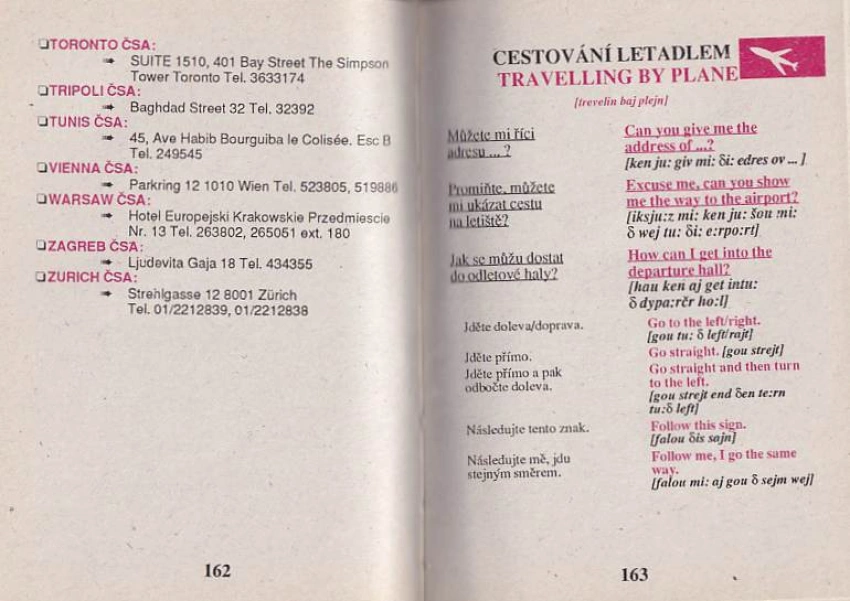 ❑TORONTO ČSA:
➠ SUITE 1510, 401 Bay Street The Simpson
Tower Toronto Tel. 3633174
❑TRIPOLI ČSA:
➠ Baghdad Street 32 Tel. 32392
❑TUNIS ČSA:
➠ 45, Ave Habib Bourguiba le Colisée. Esc B
Tel. 249545
❑VIENNA ČSA:
➠ Parkring 12 1010 Wien Tel. 523805, 519886
❑WARSAW ČSA:
➠ Hotel Europejski Krakowskie Przedmiescie
Nr. 13 Tel. 263802, 265051 ext. 180
❑ZAGREB ČSA:
➠ Ljudevita Gaja 18 Tel. 434355
❑ZURICH ČSA:
➠ Strehlgasse 12 8001 Zürich
Tel. 01/2212839, 01/2212838
162
CESTOVÁNÍ LETADLEM
TRAVELLING BY PLANE
[trevelin baj plejn]
Můžete mi říci
adresu ... ?
Can you give me the
address of ...?
[ken ju: giv mi: δi: edres ov ... ]
Promiňte, můžete
mi ukázat cestu
na letiště?
Excuse me, can you show
me the way to the airport?
[iksju:z mi: ken ju: šou mi:
δ wej tu: δi: e:rpo:rt]
Jak se můžu dostat
do odletové haly?
How can I get into the
departure hall?
[hau ken aj get intu:
δ dypa:rčr ho:l]
Jděte doleva/doprava.
Go to the left/right.
[gou tu: δ left/rajt]
Jděte přímo.
Go straight. [gou strejt]
Jděte přímo a pak
odbočte doleva.
Go straight and then turn
to the left.
[gou strejt end δen te:rn
tu:δ left]
Následujte tento znak.
Follow this sign.
[falou δis sajn]
Následujte mě, jdu
stejným směrem.
Follow me, I go the same
way.
[falou mi: aj gou δ sejm wej]
163